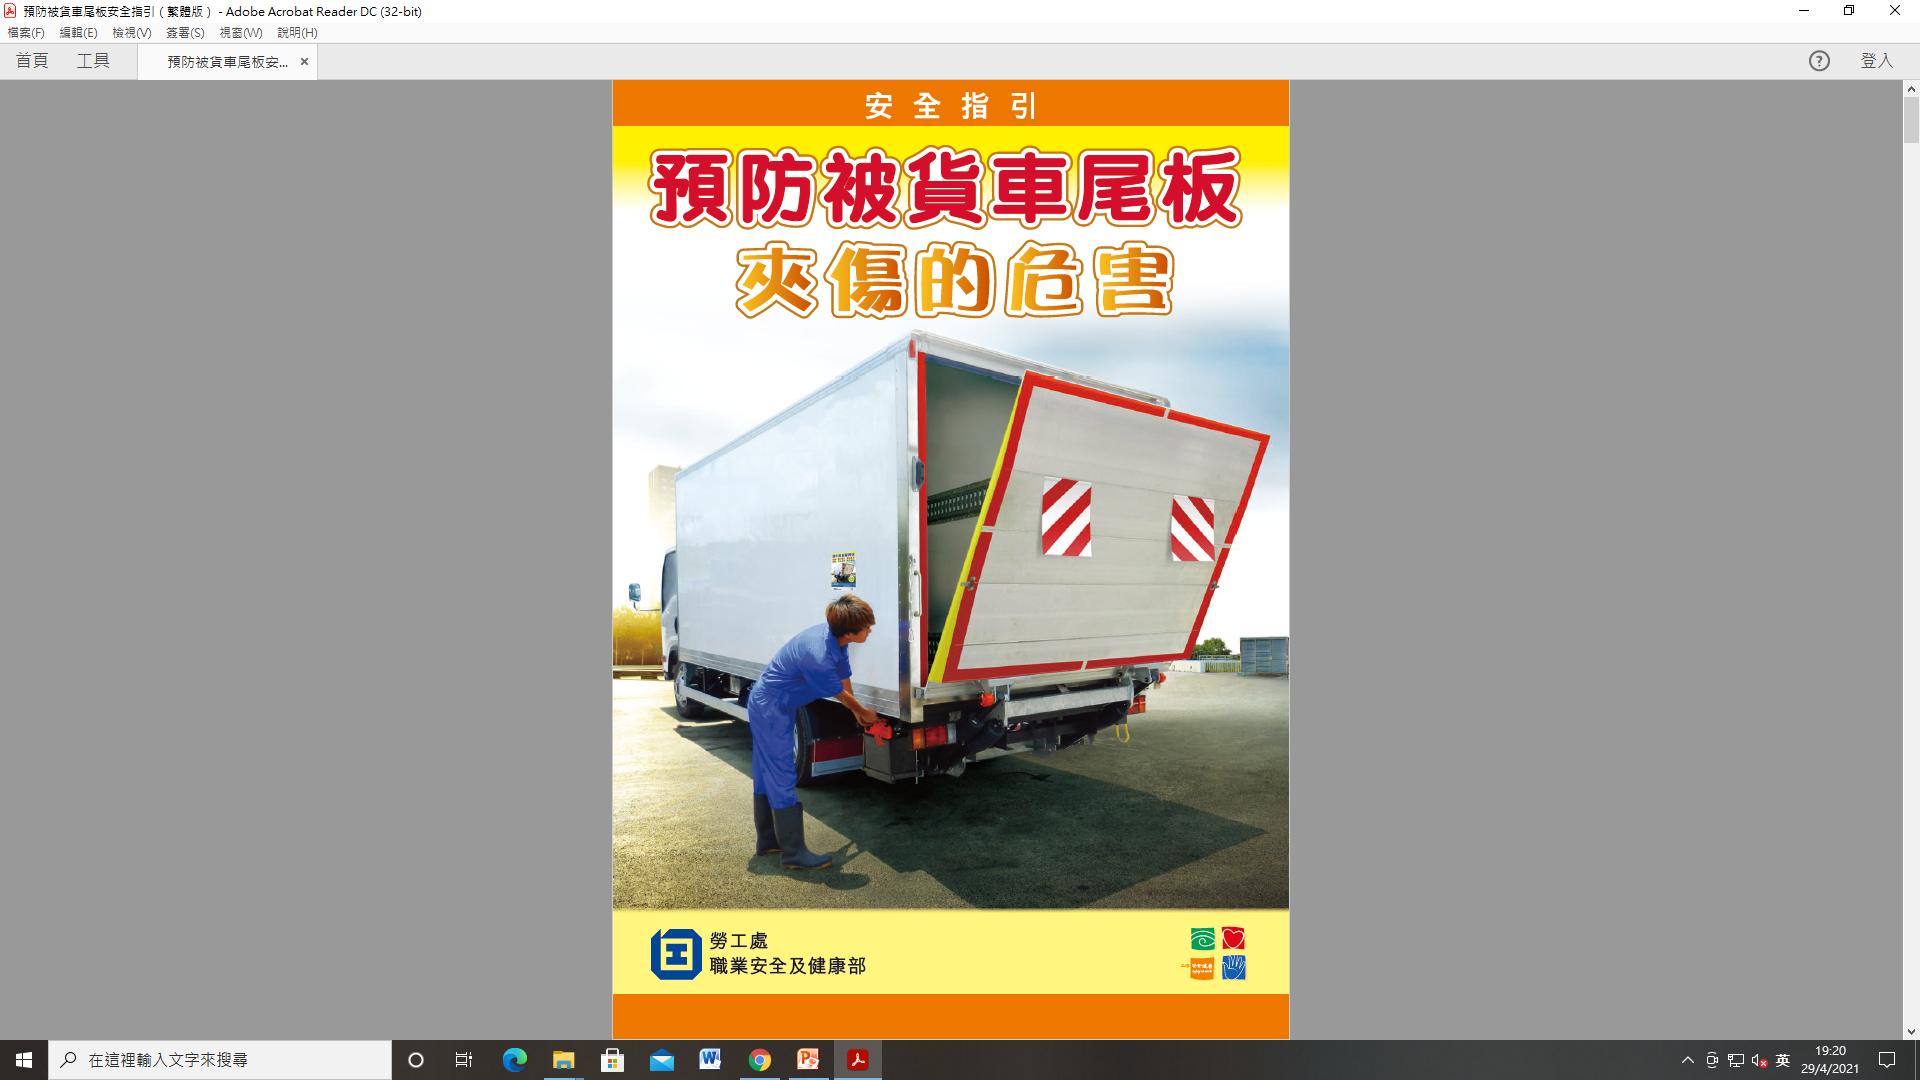 預防被貨車尾板安全指引（繁體版） - Adobe Acrobat Reader DC (32-bit)
檔案(F) 編輯(E) 檢視(V) 簽署(S) 視窗(W) 說明(H)
首頁 工具 預防被貨車尾板安... × ? 登入
安全指引
預防被貨車尾板
夾傷的危害
勞工處
職業安全及健康部
在這裡輸入文字來搜尋
英
19:20
29/4/2021